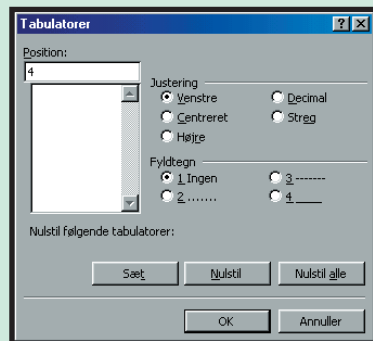 Tabulatorer
Position:
4
Justering
Venstre Decimal
Centreret Streg
Højre
Fyldtegn
1 Ingen 3 -------
2 ....... 4 ____
Nulstil følgende tabulatorer:
Sæt Nulstil Nulstil alle
OK Annuller